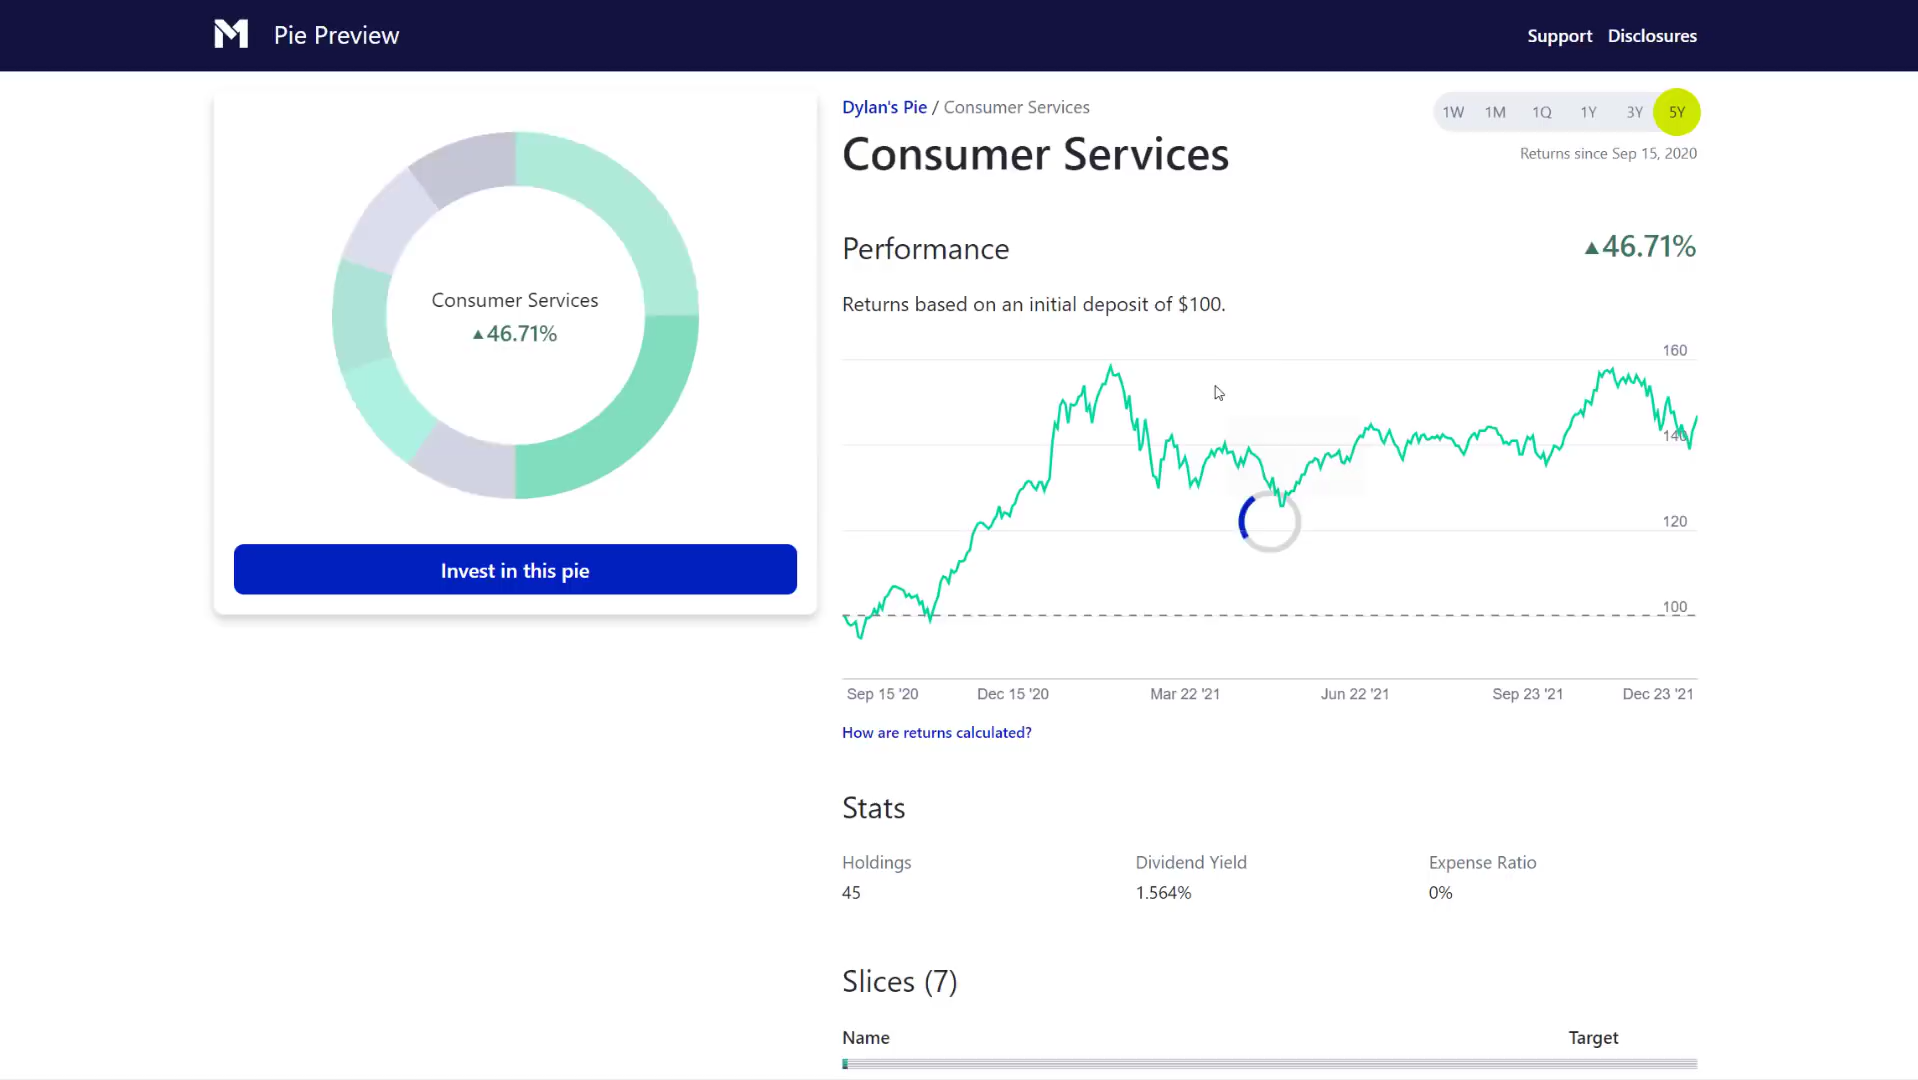 Pie Preview
Support Disclosures
Dylan's Pie / Consumer Services
1W 1M 1Q 1Y 3Y 5Y
Consumer Services
Returns since Sep 15, 2020
Performance
▲46.71%
Returns based on an initial deposit of $100.
Consumer Services
▲46.71%
Invest in this pie
160
140
120
100
Sep 15 '20 Dec 15 '20 Mar 22 '21 Jun 22 '21 Sep 23 '21 Dec 23 '21
How are returns calculated?
Stats
Holdings Dividend Yield Expense Ratio
45 1.564% 0%
Slices (7)
Name Target